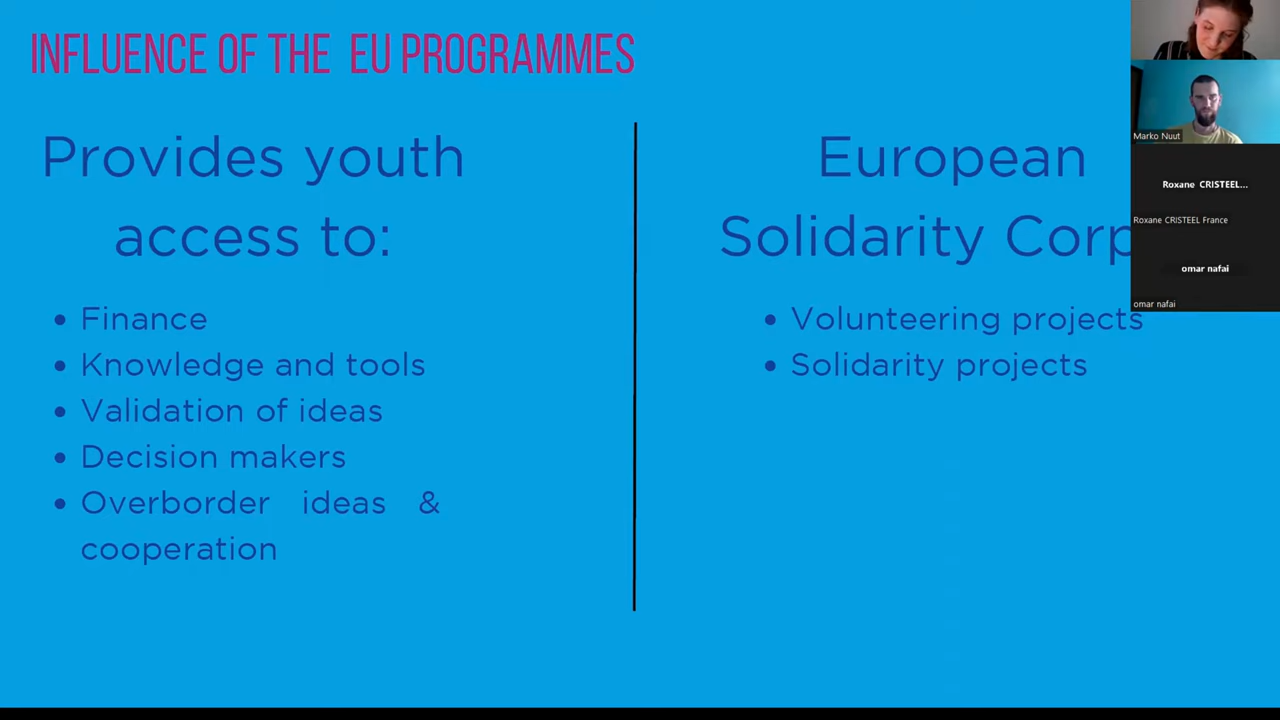 INFLUENCE OF THE EU PROGRAMMES
Provides youth
access to:
• Finance
• Knowledge and tools
• Validation of ideas
• Decision makers
• Overborder ideas &
cooperation
European
Solidarity Corp
• Volunteering projects
• Solidarity projects
Marko Nuut
Roxane CRISTEEL...
Roxane CRISTEEL France
omar nafai
omar nafai